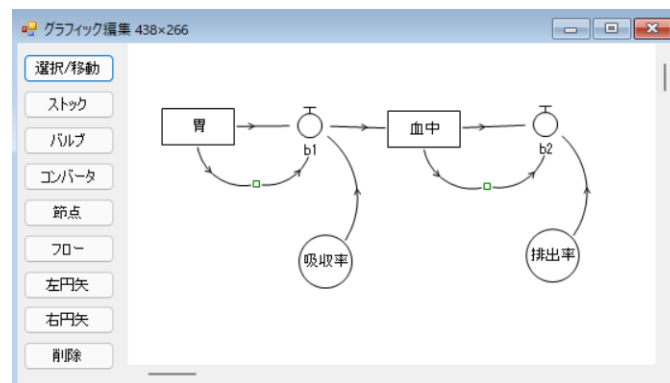 グラフィック編集 438×266
選択/移動
ストック
バルブ
コンバータ
節点
フロー
左円矢
右円矢
削除
胃
b1
血中
b2
吸収率
排出率